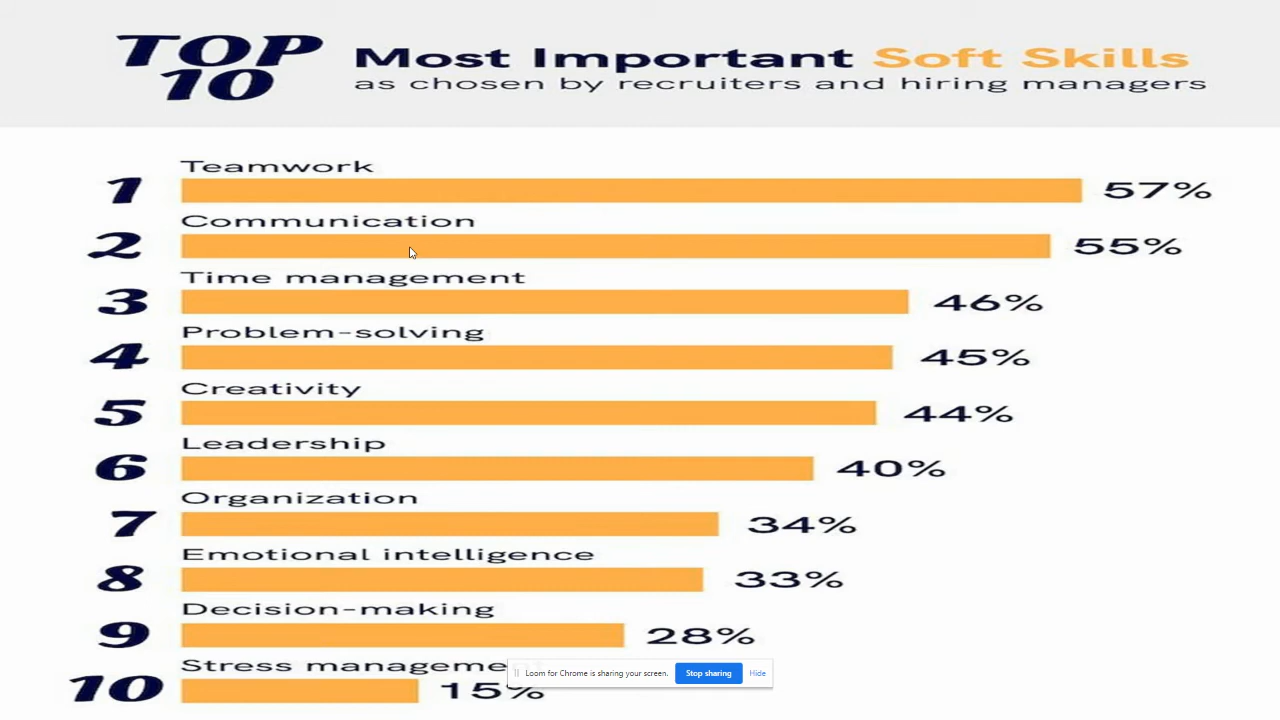 TOP
10
Most Important Soft Skills
as chosen by recruiters and hiring managers
1
Teamwork
57%
2
Communication
55%
3
Time management
46%
4
Problem-solving
45%
5
Creativity
44%
6
Leadership
40%
7
Organization
34%
8
Emotional intelligence
33%
9
Decision-making
28%
10
Stress
15%
Loom for Chrome is sharing your screen. Stop sharing Hide